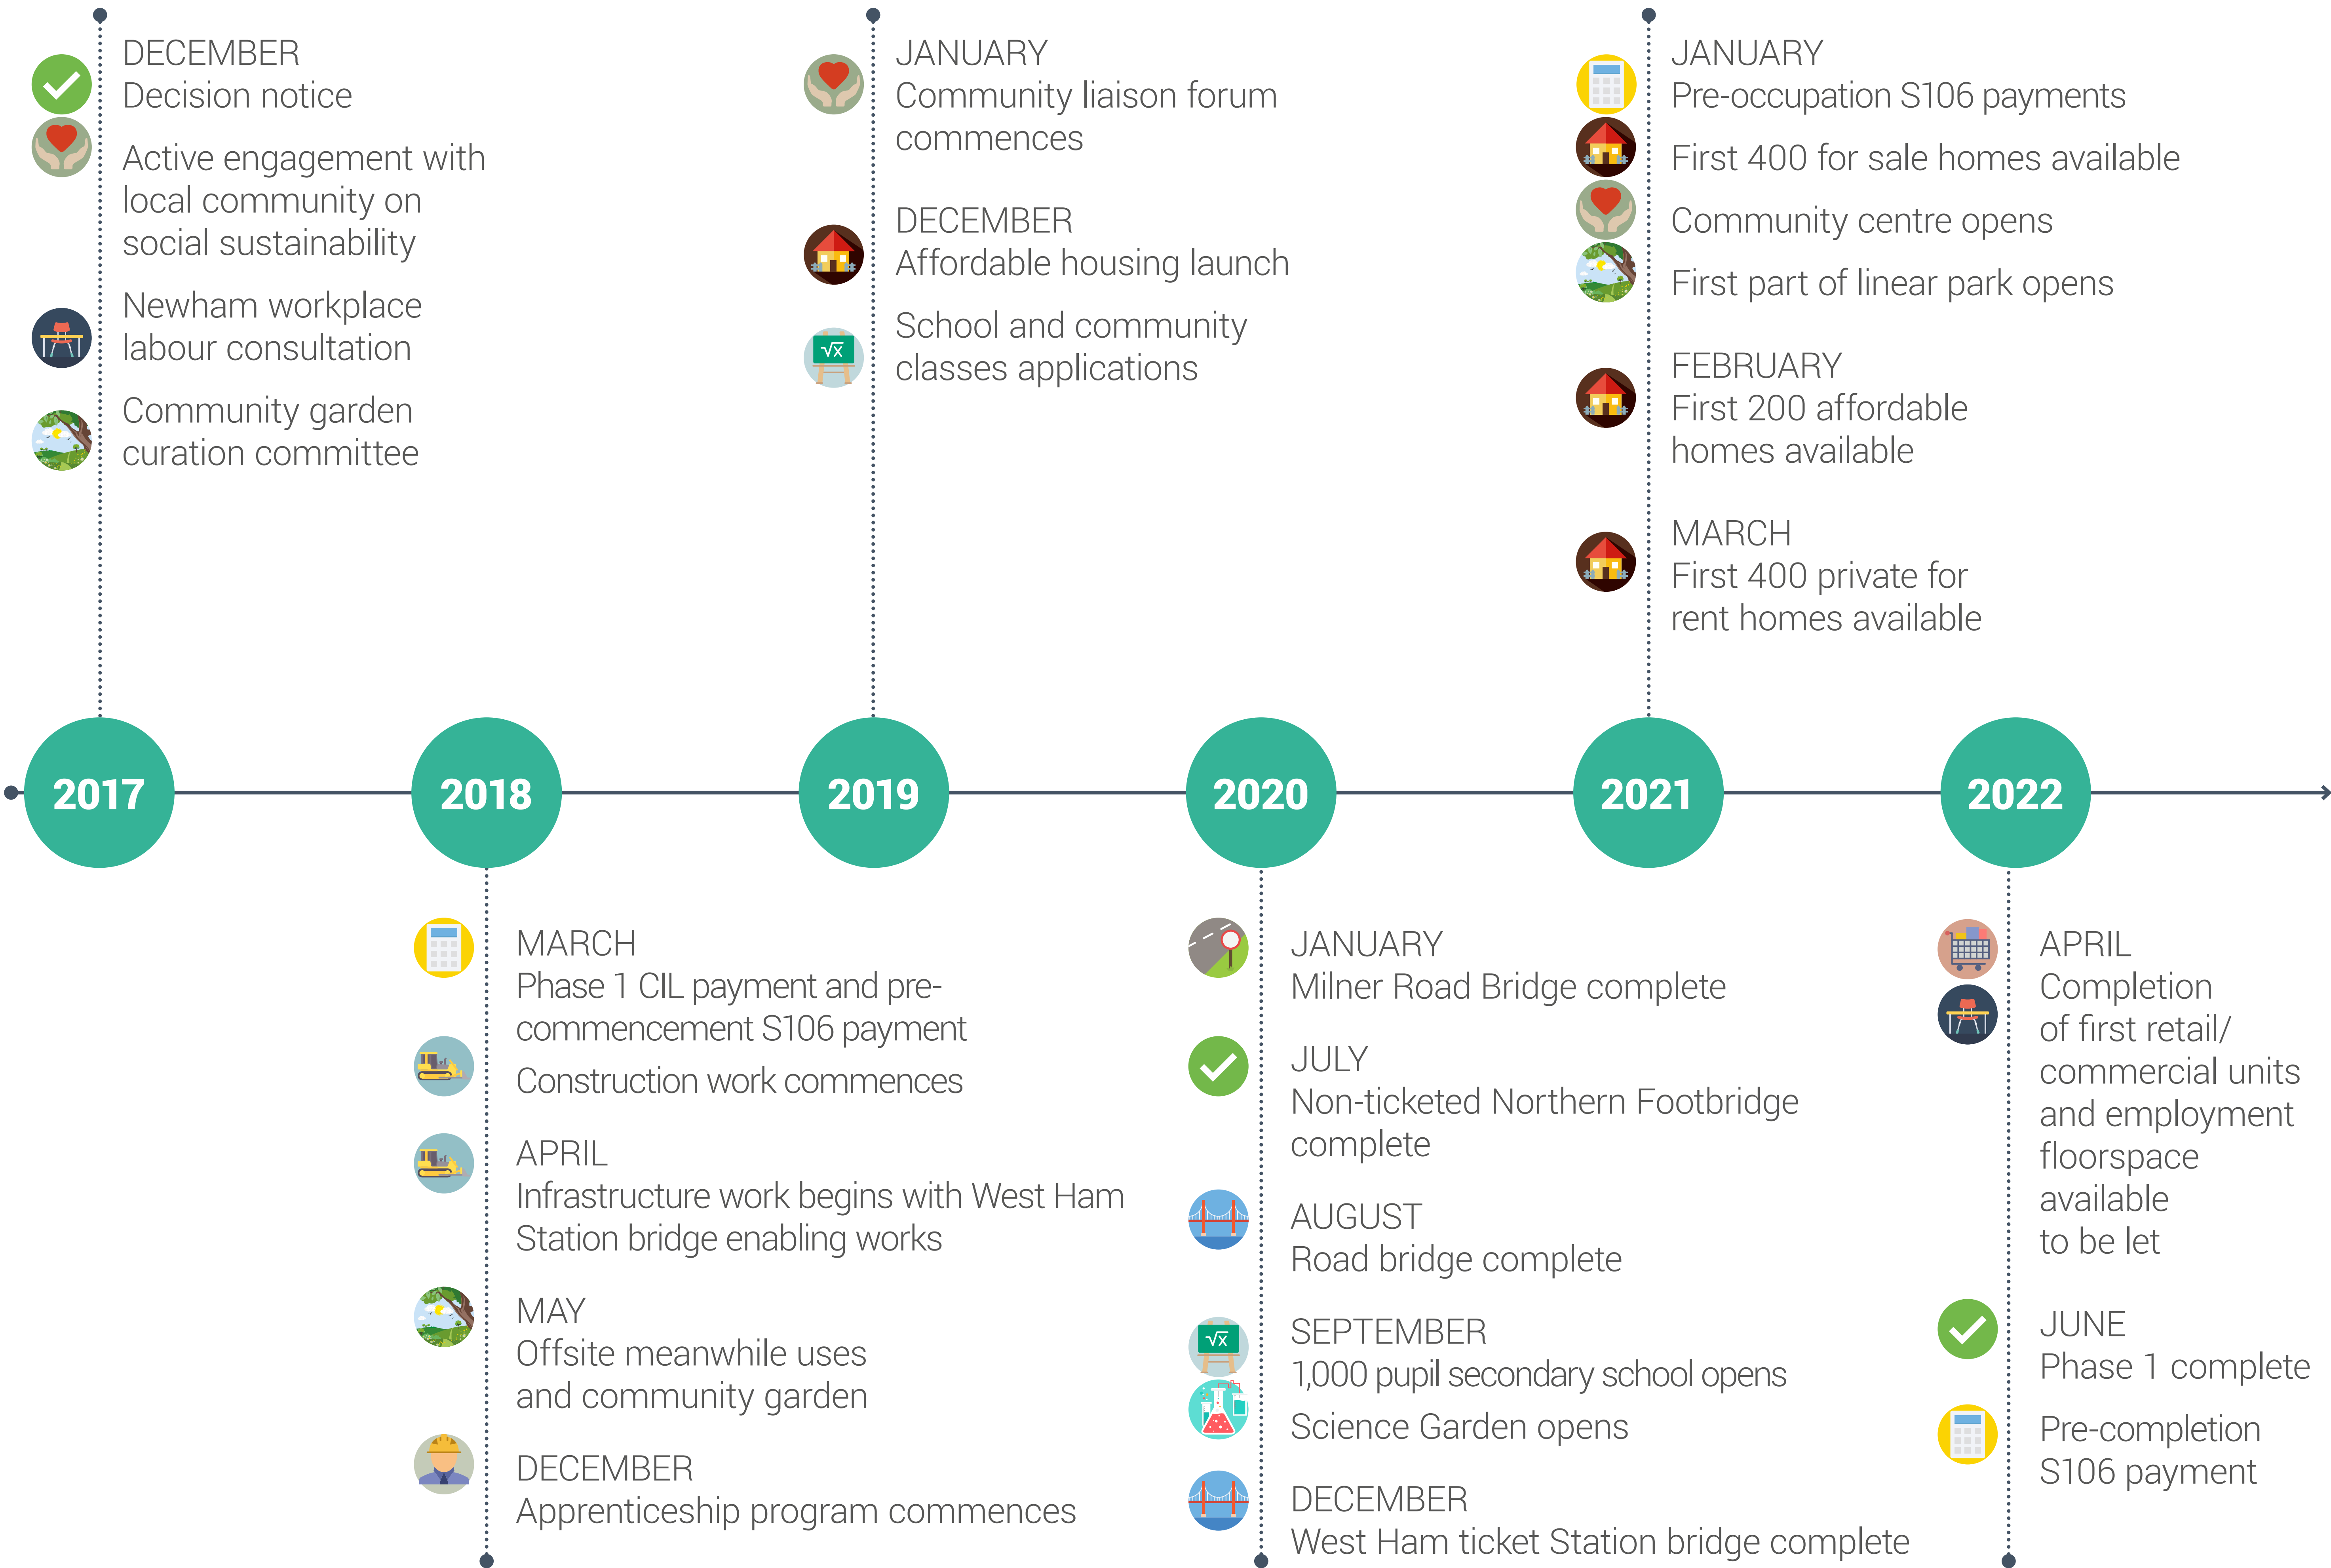 DECEMBER
Decision notice
Active engagement with
local community on
social sustainability
Newham workplace
labour consultation
Community garden
curation committee
JANUARY
Community liaison forum
commences
DECEMBER
Affordable housing launch
School and community
classes applications
√x
JANUARY
Pre-occupation S106 payments
First 400 for sale homes available
Community centre opens
First part of linear park opens
FEBRUARY
First 200 affordable
homes available
MARCH
First 400 private for
rent homes available
2017
2018
2019
2020
2021
2022
MARCH
Phase 1 CIL payment and pre-
commencement S106 payment
Construction work commences
APRIL
Infrastructure work begins with West Ham
Station bridge enabling works
MAY
Offsite meanwhile uses
and community garden
DECEMBER
Apprenticeship program commences
JANUARY
Milner Road Bridge complete
JULY
Non-ticketed Northern Footbridge
complete
AUGUST
Road bridge complete
SEPTEMBER
1,000 pupil secondary school opens
√x
Science Garden opens
DECEMBER
West Ham ticket Station bridge complete
APRIL
Completion
of first retail/
commercial units
and employment
floorspace
available
to be let
JUNE
Phase 1 complete
Pre-completion
S106 payment